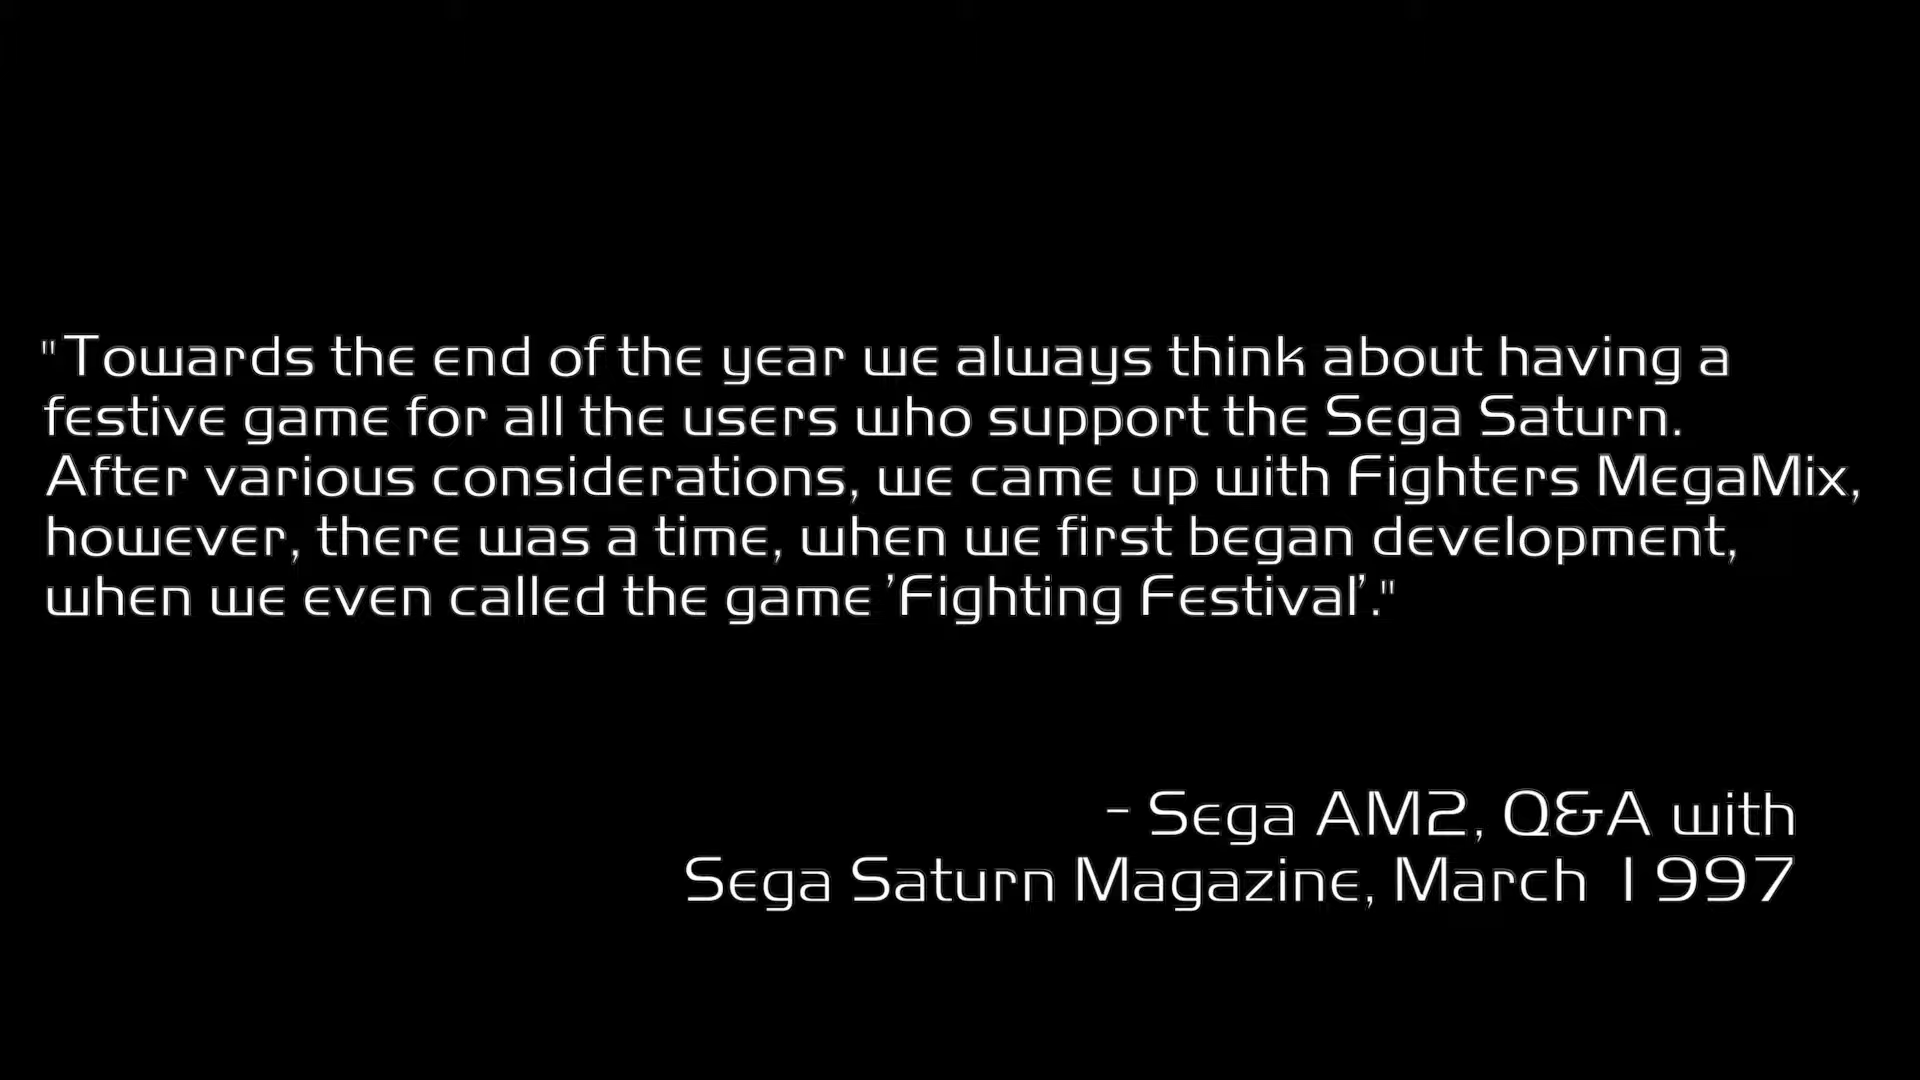 "Towards the end of the year we always think about having a
festive game for all the users who support the Sega Saturn.
After various considerations, we came up with Fighters MegaMix,
however, there was a time, when we first began development,
when we even called the game 'Fighting Festival'."
- Sega AM2, Q&A with
Sega Saturn Magazine, March 1997